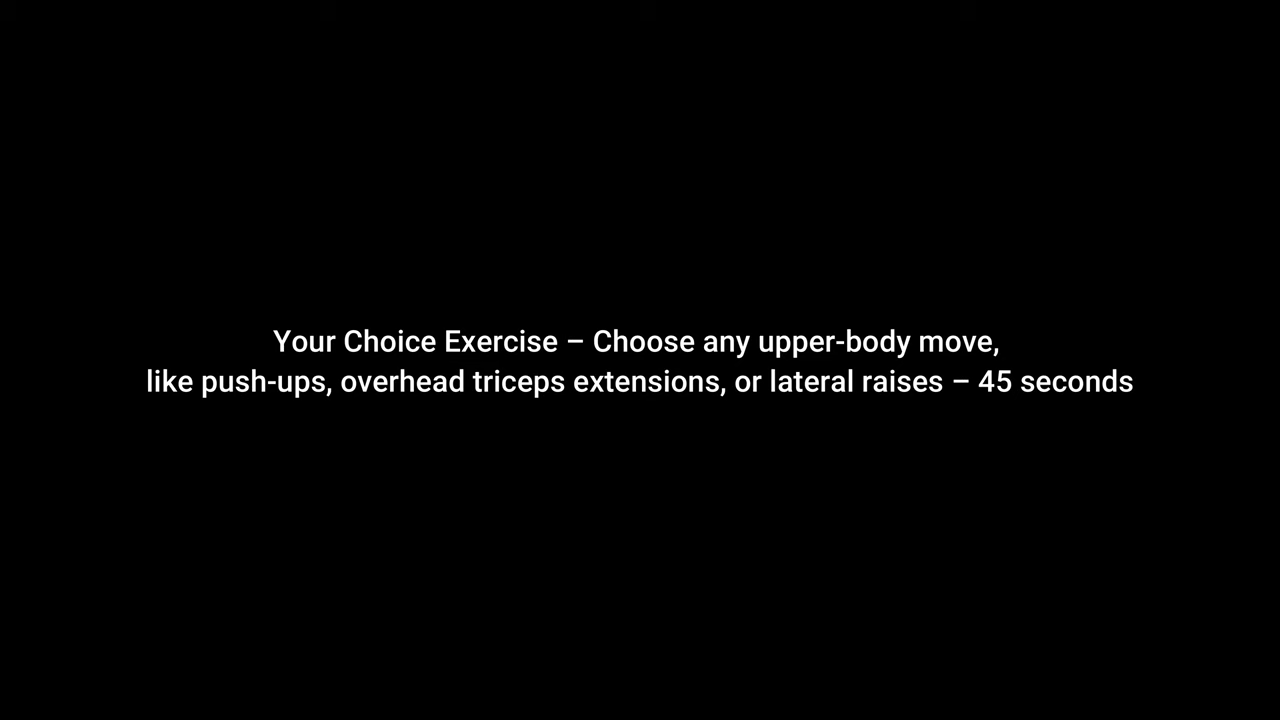 Your Choice Exercise – Choose any upper-body move,
like push-ups, overhead triceps extensions, or lateral raises – 45 seconds